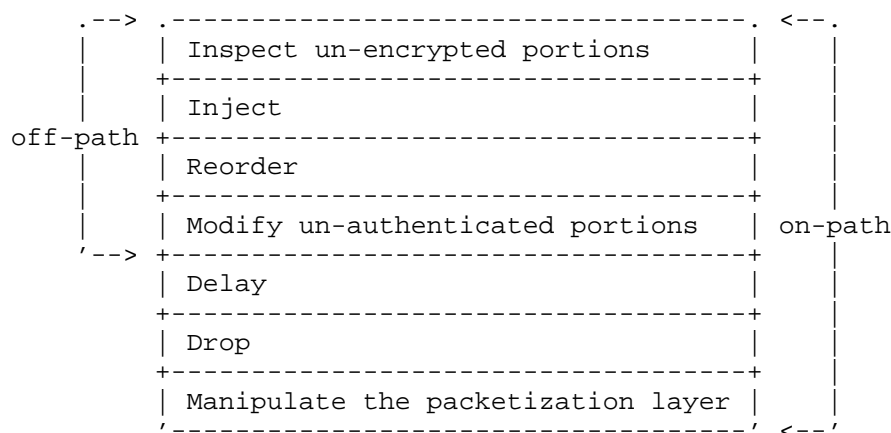 Inspect un-encrypted portions
Inject
off-path
Reorder
Modify un-authenticated portions
on-path
Delay
Drop
Manipulate the packetization layer